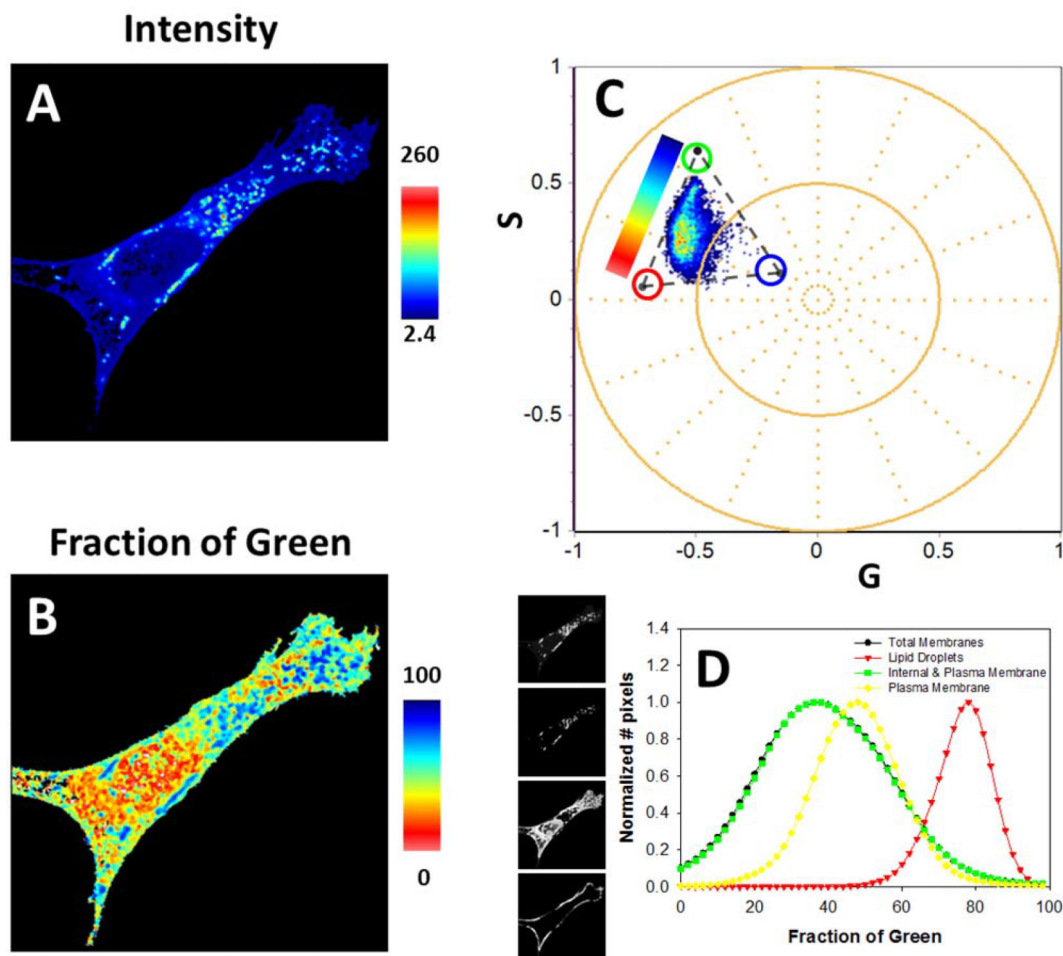 Intensity
A
260
2.4
C
1
0.5
0
-0.5
-1
S
-1
-0.5
0
0.5
1
G
Fraction of Green
B
100
0
D
Total Membranes
Lipid Droplets
Internal & Plasma Membrane
Plasma Membrane
1.4
1.2
1.0
0.8
0.6
0.4
0.2
0.0
Normalized # pixels
0
20
40
60
80
100
Fraction of Green